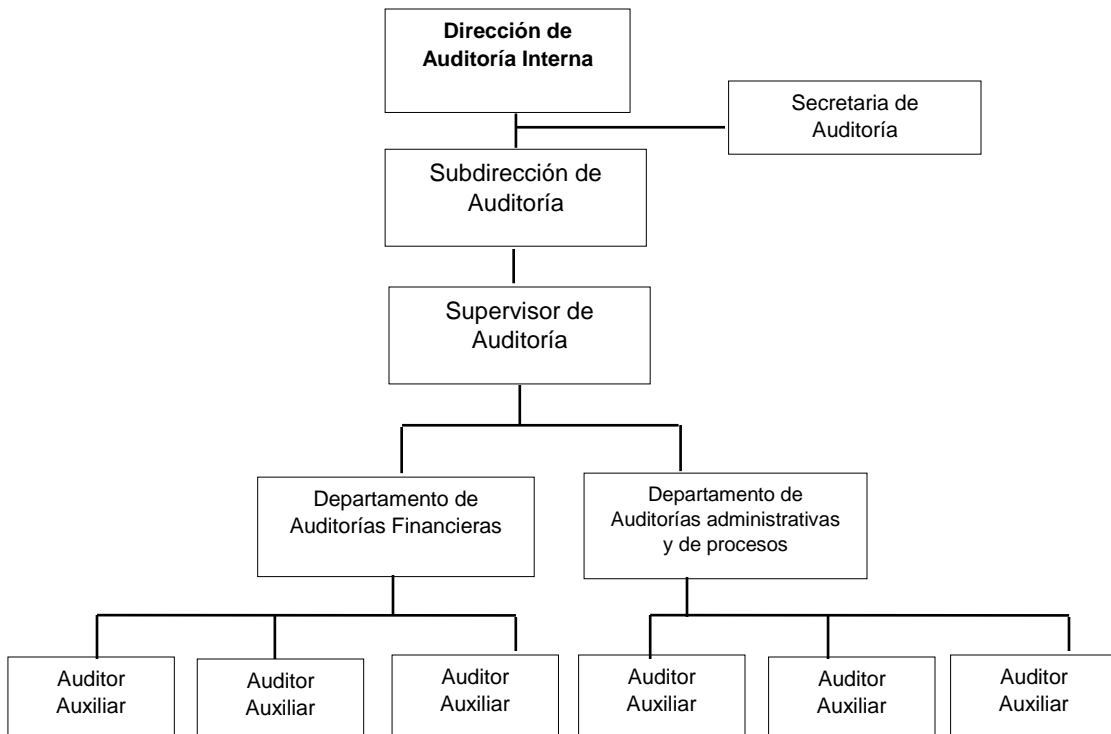 Dirección de
Auditoría Interna
Secretaria de
Auditoría
Subdirección de
Auditoría
Supervisor de
Auditoría
Departamento de
Auditorías Financieras
Departamento de
Auditorías administrativas
y de procesos
Auditor
Auxiliar
Auditor
Auxiliar
Auditor
Auxiliar
Auditor
Auxiliar
Auditor
Auxiliar
Auditor
Auxiliar